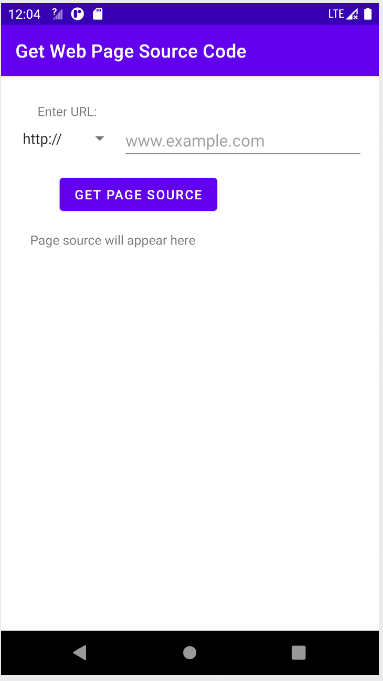 12:04 LTE
Get Web Page Source Code
Enter URL:
http:// www.example.com
GET PAGE SOURCE
Page source will appear here